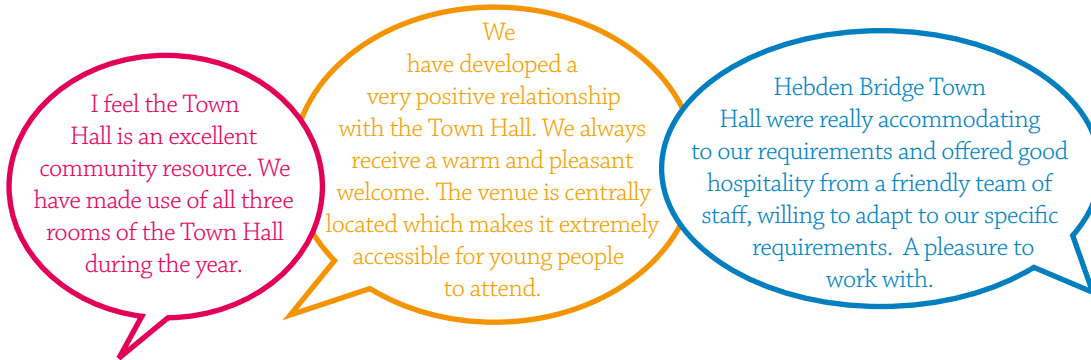 I feel the Town
Hall is an excellent
community resource. We
have made use of all three
rooms of the Town Hall
during the year.
We
have developed a
very positive relationship
with the Town Hall. We always
receive a warm and pleasant
welcome. The venue is centrally
located which makes it extremely
accessible for young people
to attend.
Hebden Bridge Town
Hall were really accommodating
to our requirements and offered good
hospitality from a friendly team of
staff, willing to adapt to our specific
requirements.  A pleasure to
work with.